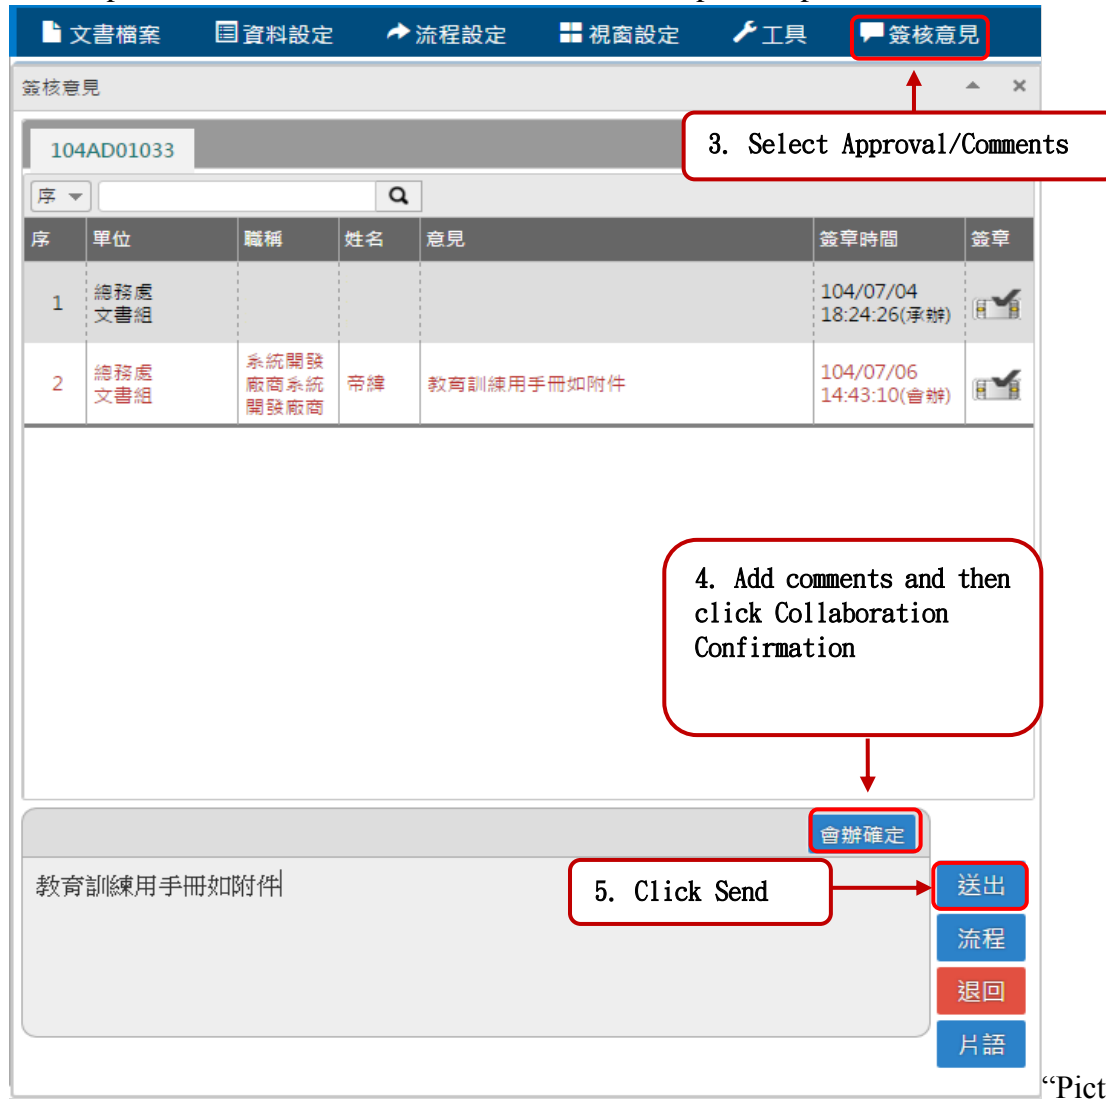 文書檔案 資料設定 流程設定 視窗設定 工具 簽核意見
簽核意見
3. Select Approval/Comments
104AD01033
序
序 單位 職稱 姓名 意見 簽章時間 簽章
1 總務處 文書組 104/07/04 18:24:26(承辦)
2 總務處 文書組 系統開發廠商系統開發廠商 帝緯 教育訓練用手冊如附件 104/07/06 14:43:10(會辦)
4. Add comments and then
click Collaboration
Confirmation
會辦確定
教育訓練用手冊如附件
5. Click Send
送出
流程
退回
片語
“Pict